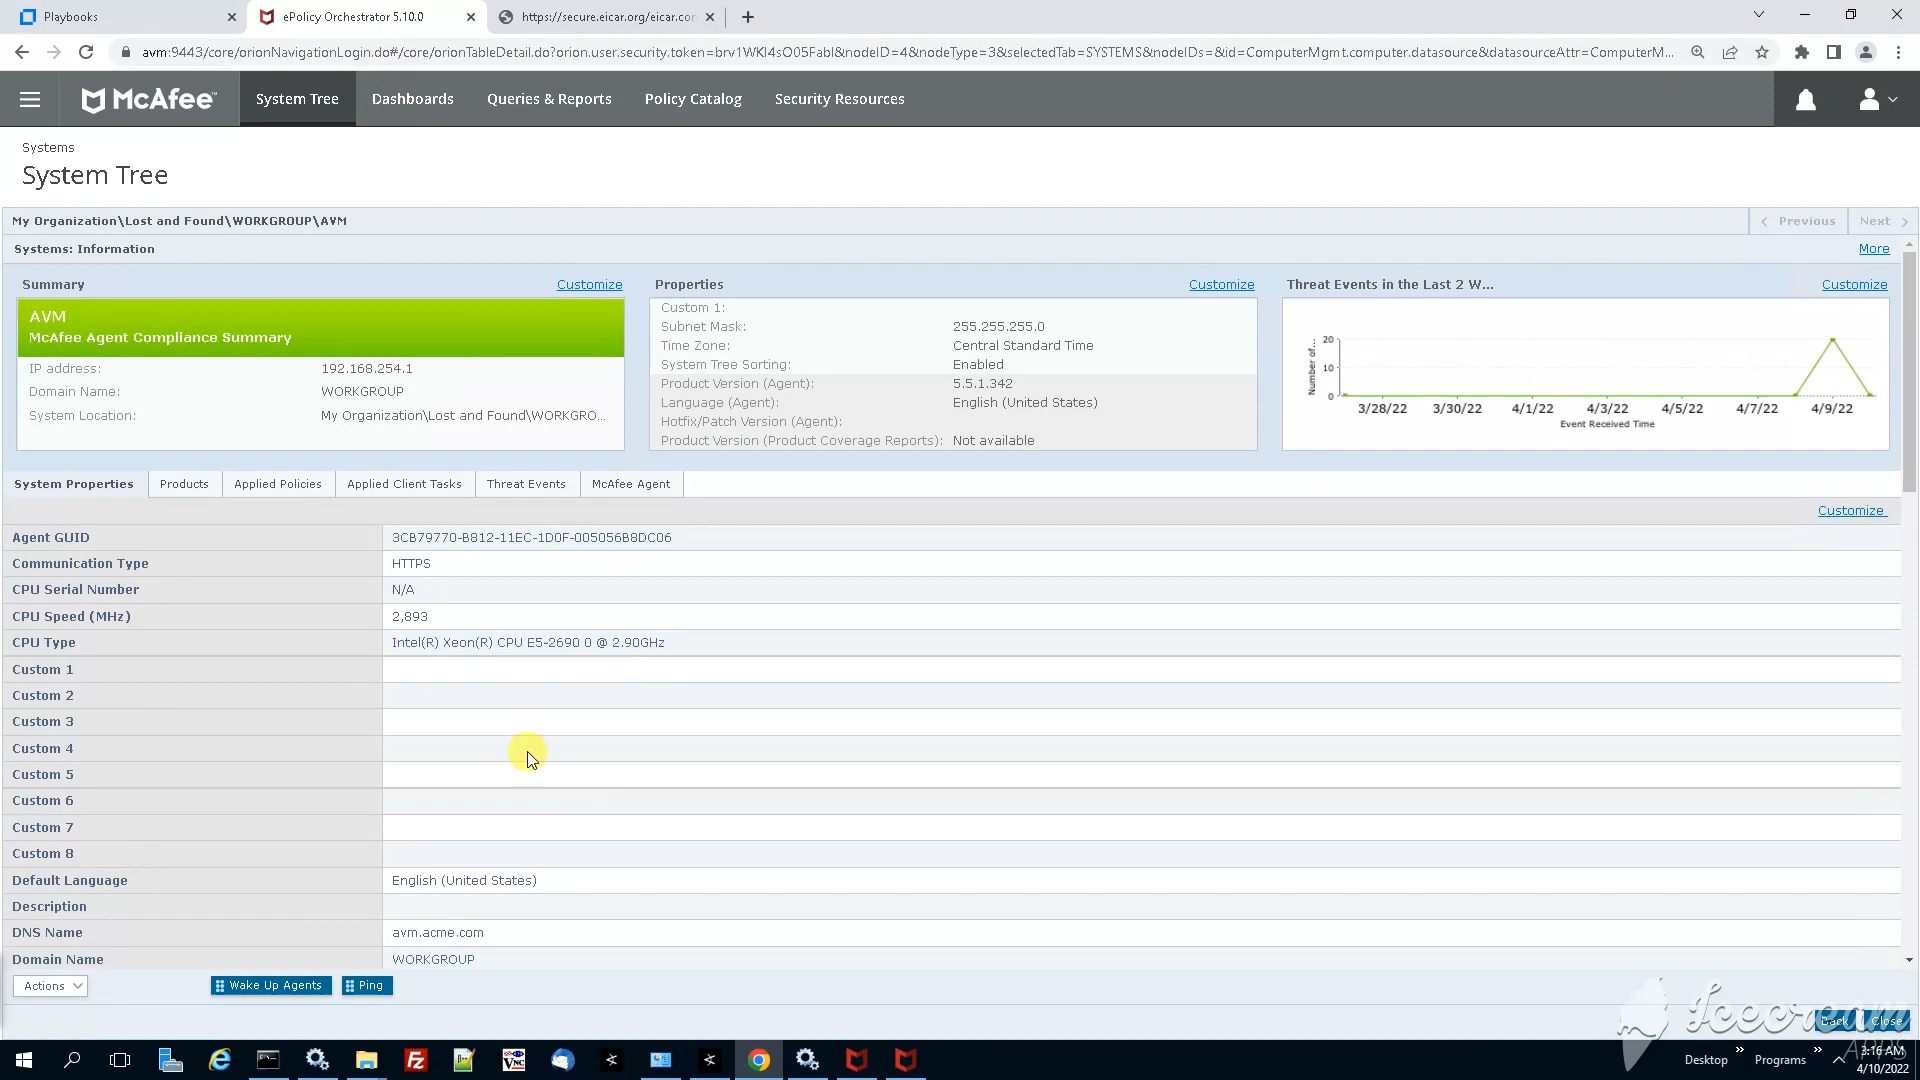 Playbooks
ePolicy Orchestrator 5.10.0
https://secure.eicar.org/eicar.cor
avm:9443/core/orionNavigationLogin.do#/core/orionTableDetail.do?orion.user.security.token=brv1WKl4sO05Fabl&nodeID=4&nodeType=3&selectedTab=SYSTEMS&nodeIDs=&id=ComputerMgmt.computer.datasource&datasourceAttr=ComputerM...
McAfee™ System Tree Dashboards Queries & Reports Policy Catalog Security Resources
Systems
System Tree
My Organization\Lost and Found\WORKGROUP\AVM Previous Next
Systems: Information More
Summary Customize
AVM
McAfee Agent Compliance Summary
IP address: 192.168.254.1
Domain Name: WORKGROUP
System Location: My Organization\Lost and Found\WORKGRO...
Properties Customize
Custom 1:
Subnet Mask: 255.255.255.0
Time Zone: Central Standard Time
System Tree Sorting: Enabled
Product Version (Agent): 5.5.1.342
Language (Agent): English (United States)
Hotfix/Patch Version (Agent):
Product Version (Product Coverage Reports): Not available
Threat Events in the Last 2 W... Customize
Number of...
20
10
0
3/28/22 3/30/22 4/1/22 4/3/22 4/5/22 4/7/22 4/9/22
Event Received Time
System Properties Products Applied Policies Applied Client Tasks Threat Events McAfee Agent
Customize
Agent GUID 3CB79770-B812-11EC-1D0F-005056B8DC06
Communication Type HTTPS
CPU Serial Number N/A
CPU Speed (MHz) 2,893
CPU Type Intel(R) Xeon(R) CPU E5-2690 0 @ 2.90GHz
Custom 1
Custom 2
Custom 3
Custom 4
Custom 5
Custom 6
Custom 7
Custom 8
Default Language English (United States)
Description
DNS Name avm.acme.com
Domain Name WORKGROUP
Actions Wake Up Agents Ping
Icecream
APPS
Back Close
Desktop Programs 3:16 AM
4/10/2022